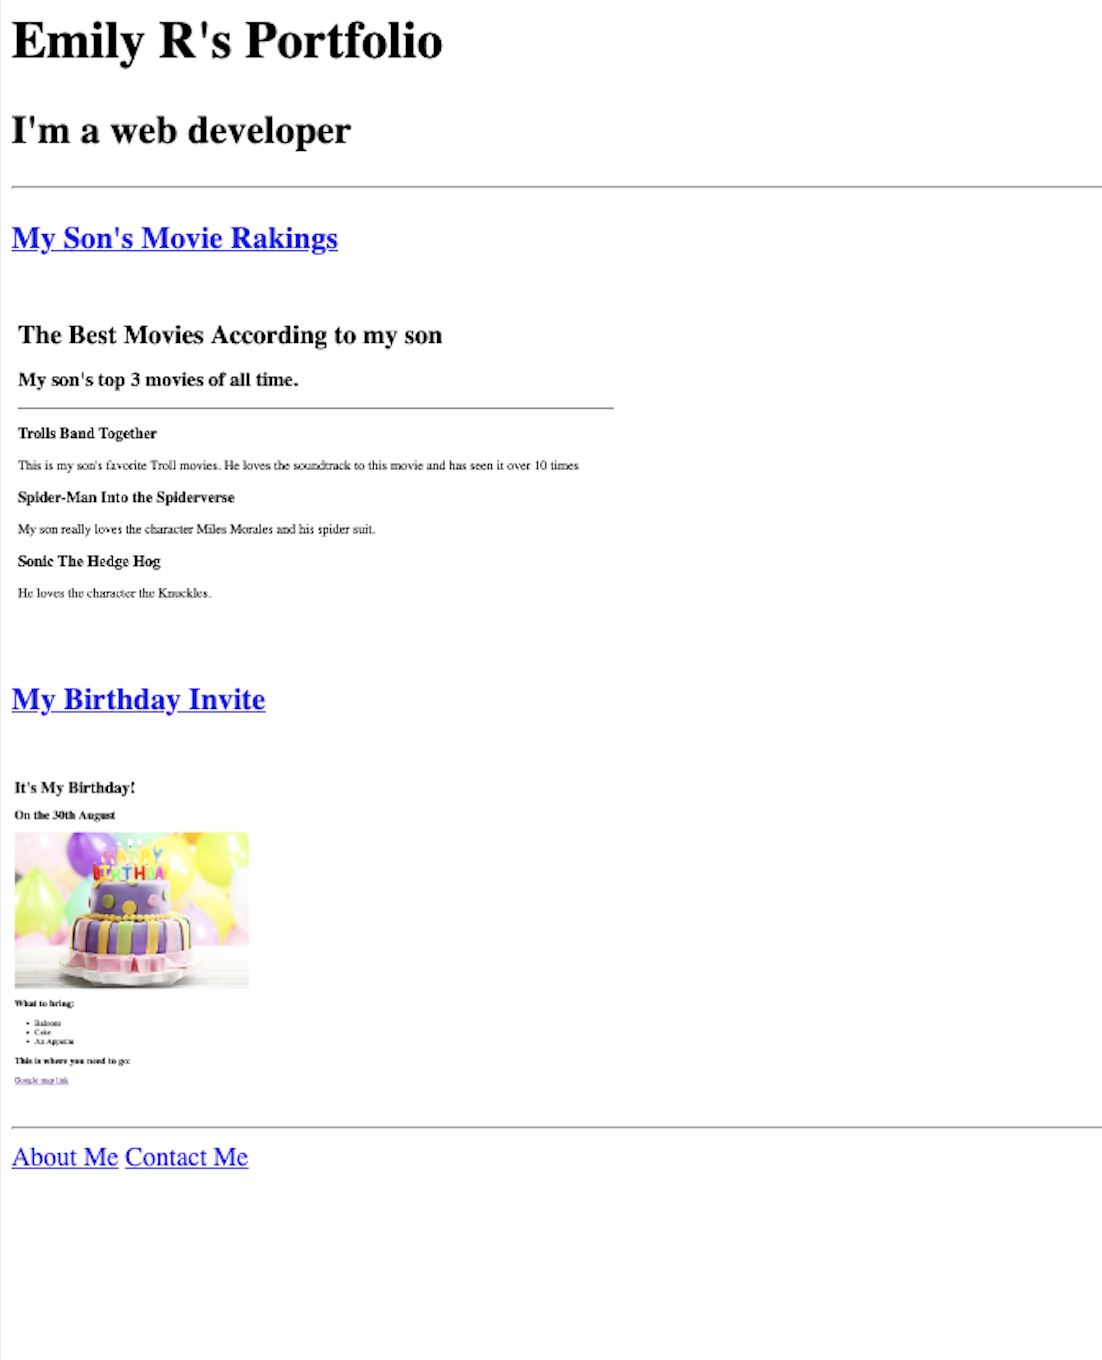 Emily R's Portfolio
I'm a web developer
My Son's Movie Rakings
The Best Movies According to my son
My son's top 3 movies of all time.
Trolls Band Together
This is my son's favorite Troll movies. He loves the soundtrack to this movie and has seen it over 10 times
Spider-Man Into the Spiderverse
My son really loves the character Miles Morales and his spider suit.
Sonic The Hedge Hog
He loves the character the Knuckles.
My Birthday Invite
It's My Birthday!
On the 30th August
HAPPY
BIRTHDA
What to bring:
Cake
An Appetite
This is where you need to go:
Google map link
About Me Contact Me